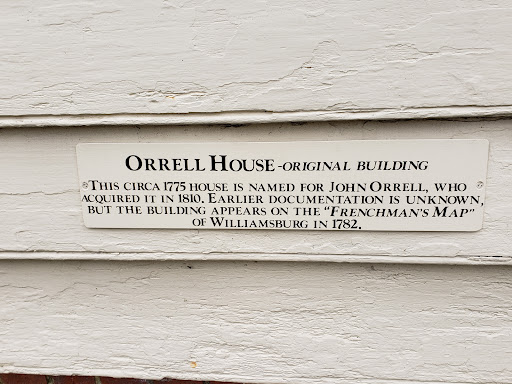 ORRELL HOUSE-ORIGINAL BUILDING
THIS CIRCA 1775 HOUSE IS NAMED FOR JOHN ORRELL, WHO
ACQUIRED IT IN 1810. EARLIER DOCUMENTATION IS UNKNOWN,
BUT THE BUILDING APPEARS ON THE "FRENCHMAN'S MAP"
OF WILLIAMSBURG IN 1782.